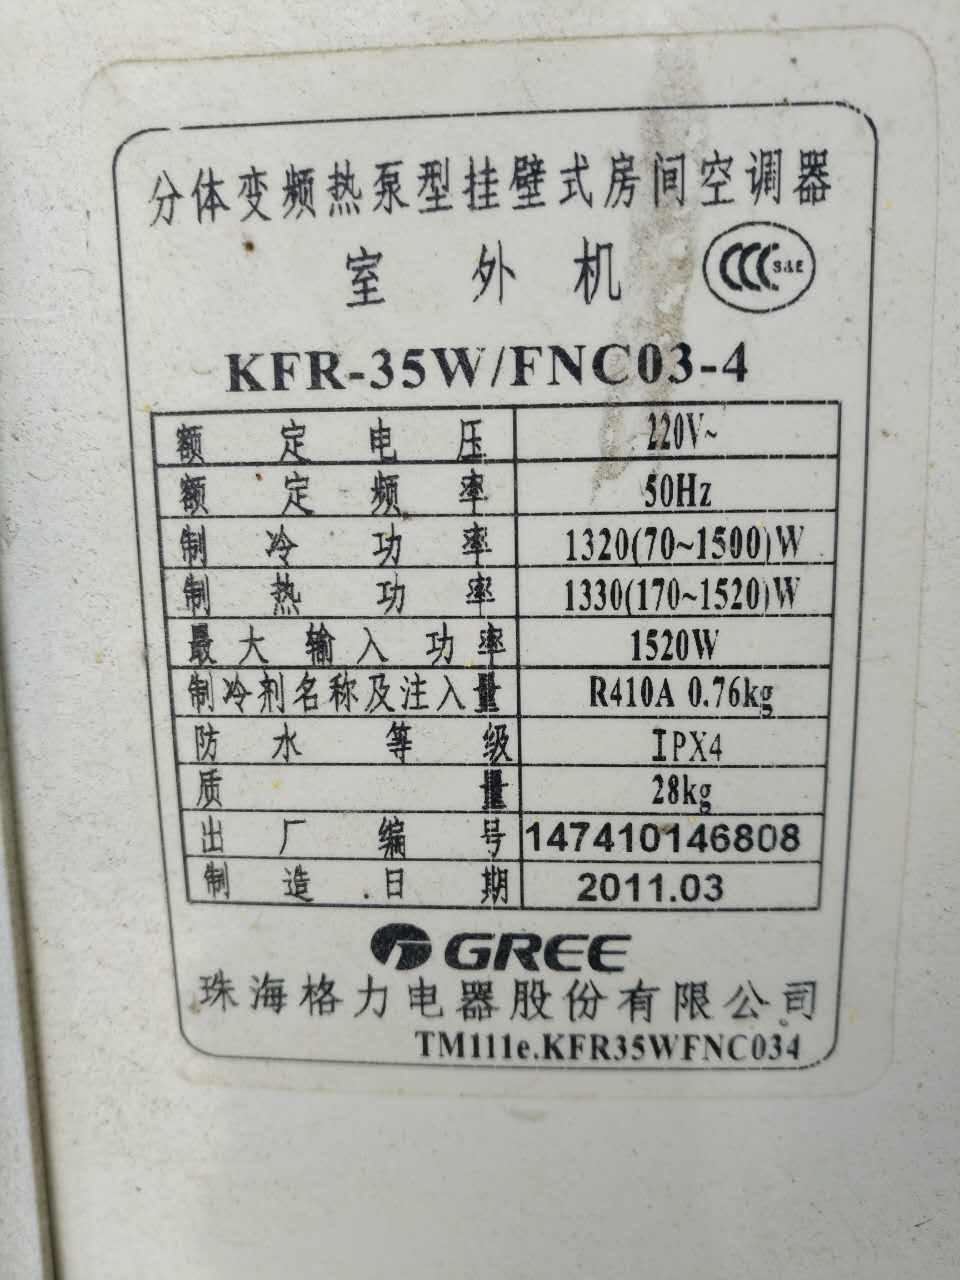 分体变频热泵型挂壁式房间空调器
室外机
CCC S&E
KFR-35W/FNC03-4
额定电压 220V~
额定频率 50Hz
制冷功率 1320(70~1500)W
制热功率 1330(170~1520)W
最大输入功率 1520W
制冷剂名称及注入量 R410A 0.76kg
防水等级 IPX4
质量 28kg
出厂编号 147410146808
制造日期 2011.03
GREE
珠海格力电器股份有限公司
TM111e.KFR35WFNC034